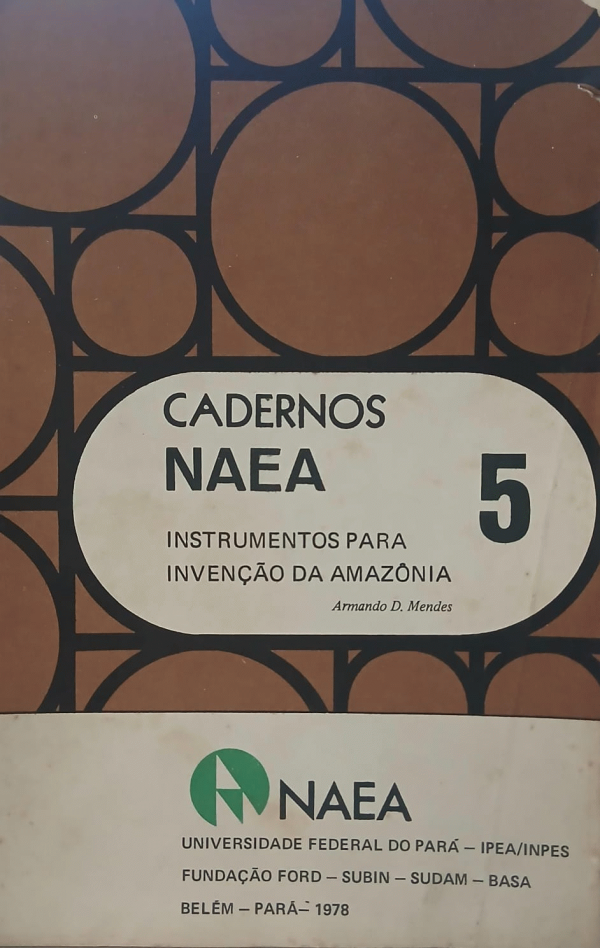 CADERNOS
NAEA
5
INSTRUMENTOS PARA
INVENÇÃO DA AMAZÔNIA
Armando D. Mendes
NAEA
UNIVERSIDADE FEDERAL DO PARÁ — IPEA/INPES
FUNDAÇÃO FORD — SUBIN — SUDAM — BASA
BELÉM — PARÁ — 1978